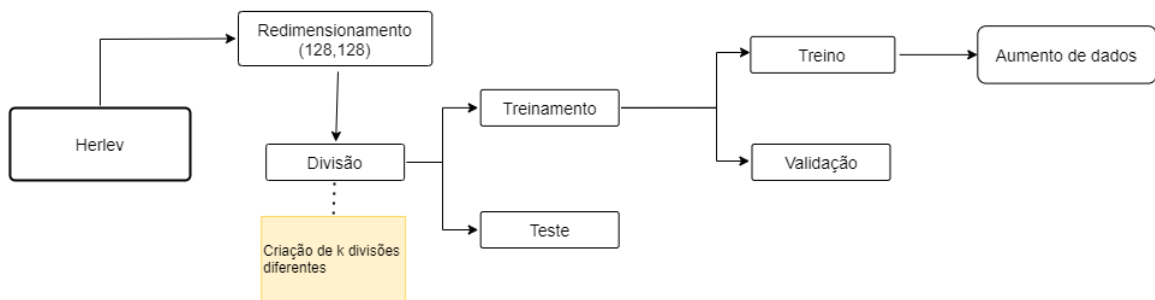 Herlev
Redimensionamento
(128,128)
Divisão
Criação de k divisões
diferentes
Treinamento
Teste
Treino
Validação
Aumento de dados